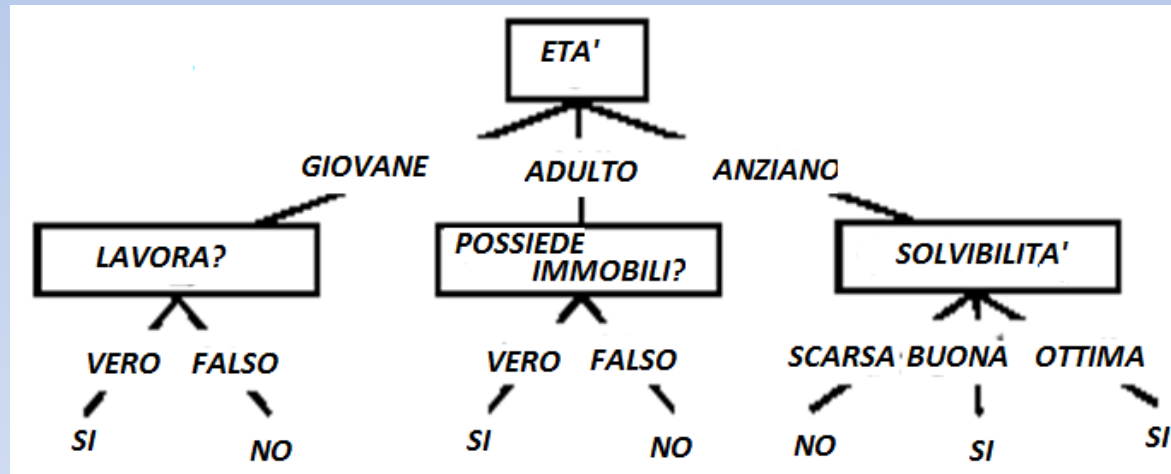 ETA'
GIOVANE ADULTO ANZIANO
LAVORA? POSSIEDE IMMOBILI? SOLVIBILITA'
VERO FALSO VERO FALSO SCARSA BUONA OTTIMA
SI NO SI NO NO SI SI